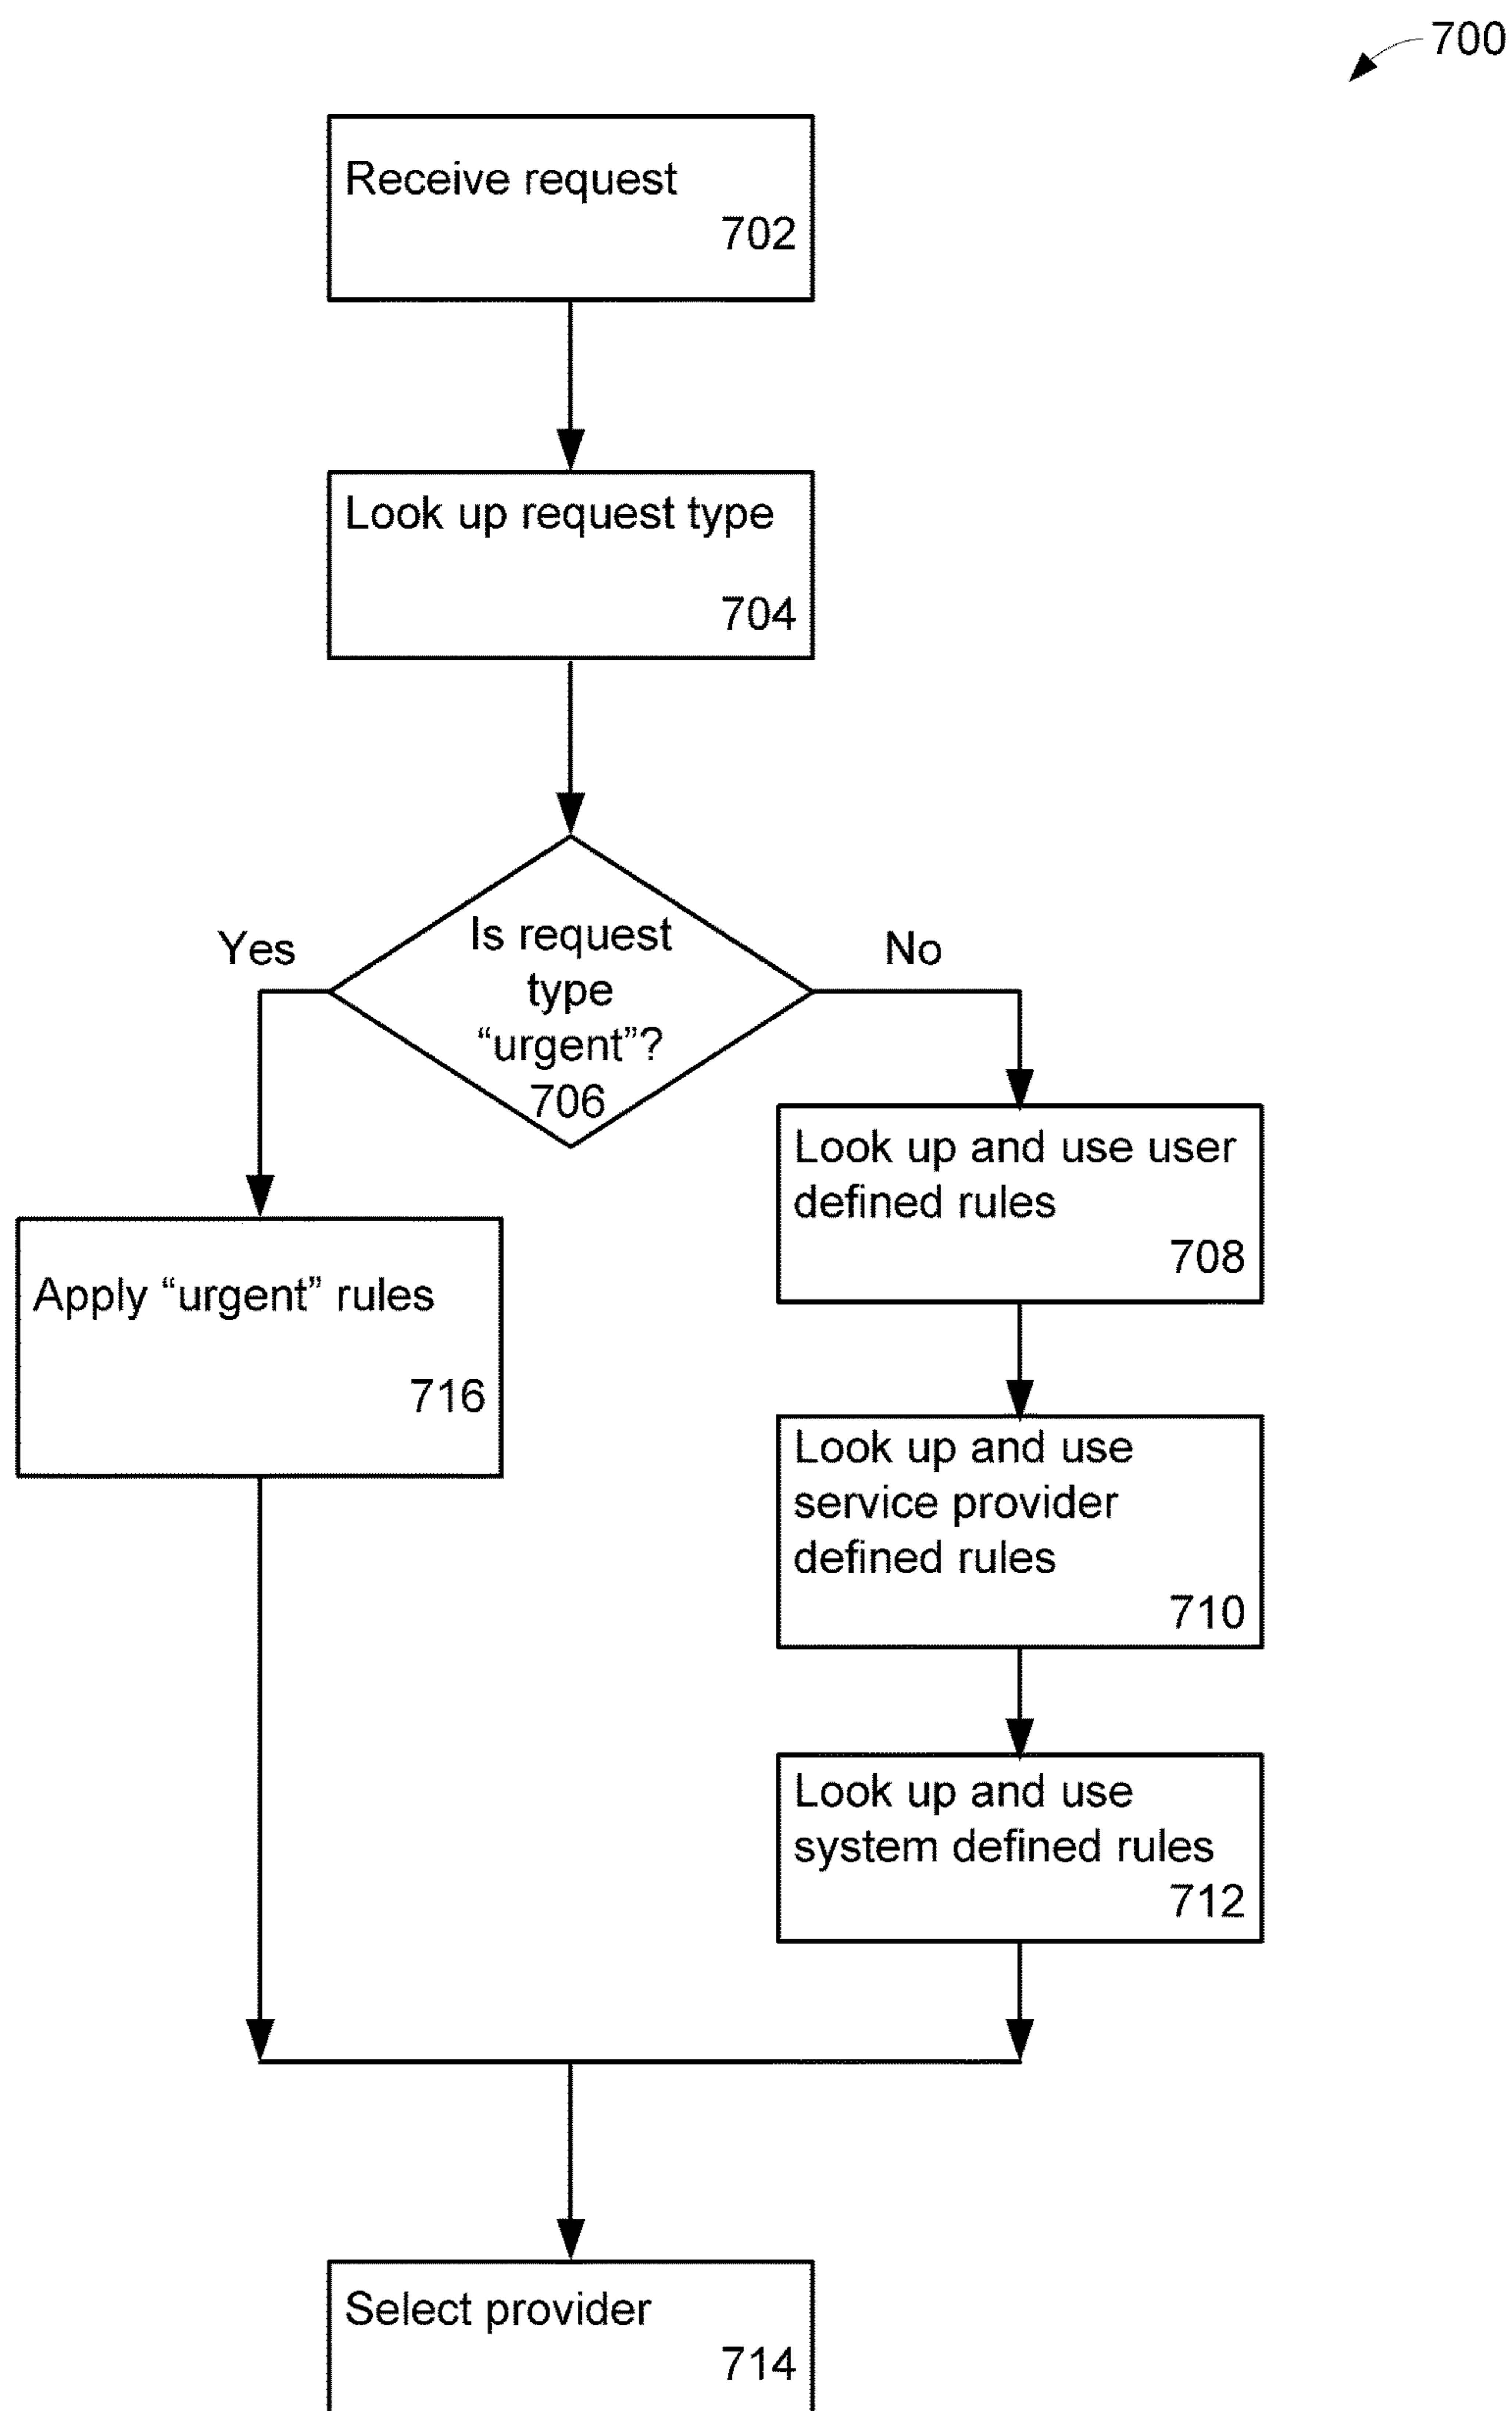 700
Receive request
702
Look up request type
704
Is request
type
“urgent”?
706
Yes
No
Look up and use user
defined rules
708
Apply “urgent” rules
716
Look up and use
service provider
defined rules
710
Look up and use
system defined rules
712
Select provider
714